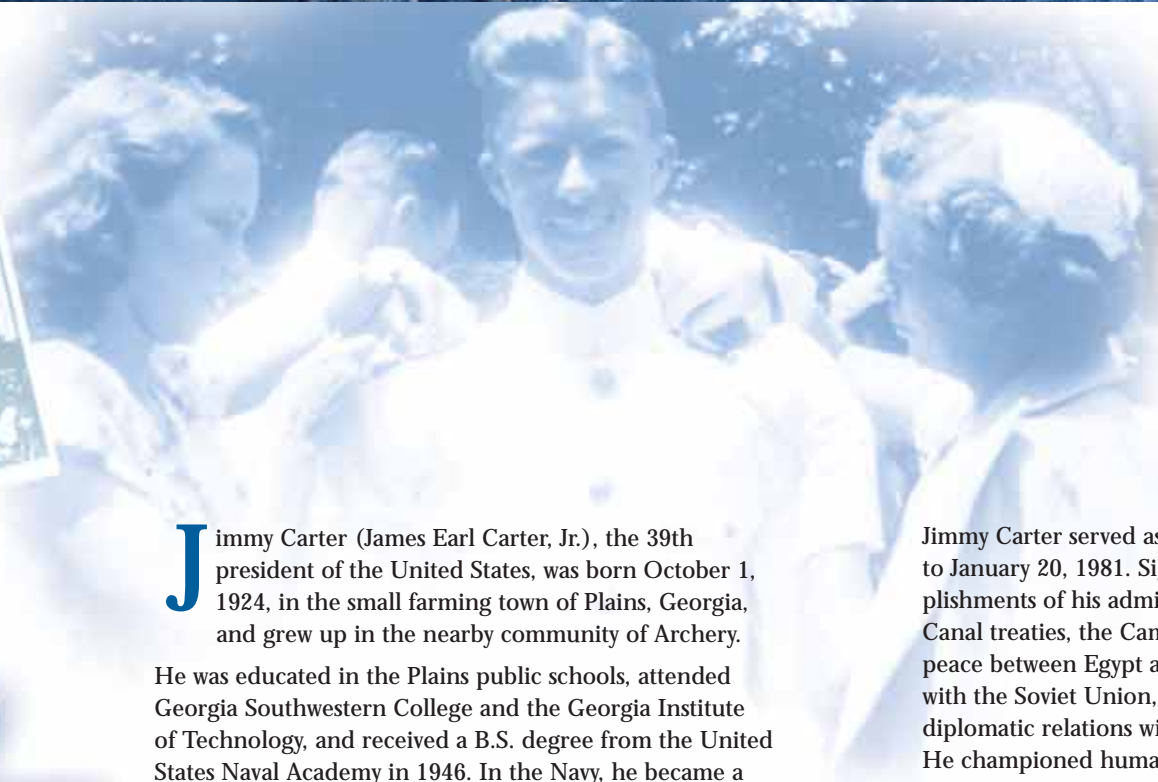 Jimmy Carter (James Earl Carter, Jr.), the 39th
president of the United States, was born October 1,
1924, in the small farming town of Plains, Georgia,
and grew up in the nearby community of Archery.
He was educated in the Plains public schools, attended
Georgia Southwestern College and the Georgia Institute
of Technology, and received a B.S. degree from the United
States Naval Academy in 1946. In the Navy, he became a
Jimmy Carter served as
to January 20, 1981. Si
plishments of his admi
Canal treaties, the Can
peace between Egypt a
with the Soviet Union,
diplomatic relations wi
He championed huma